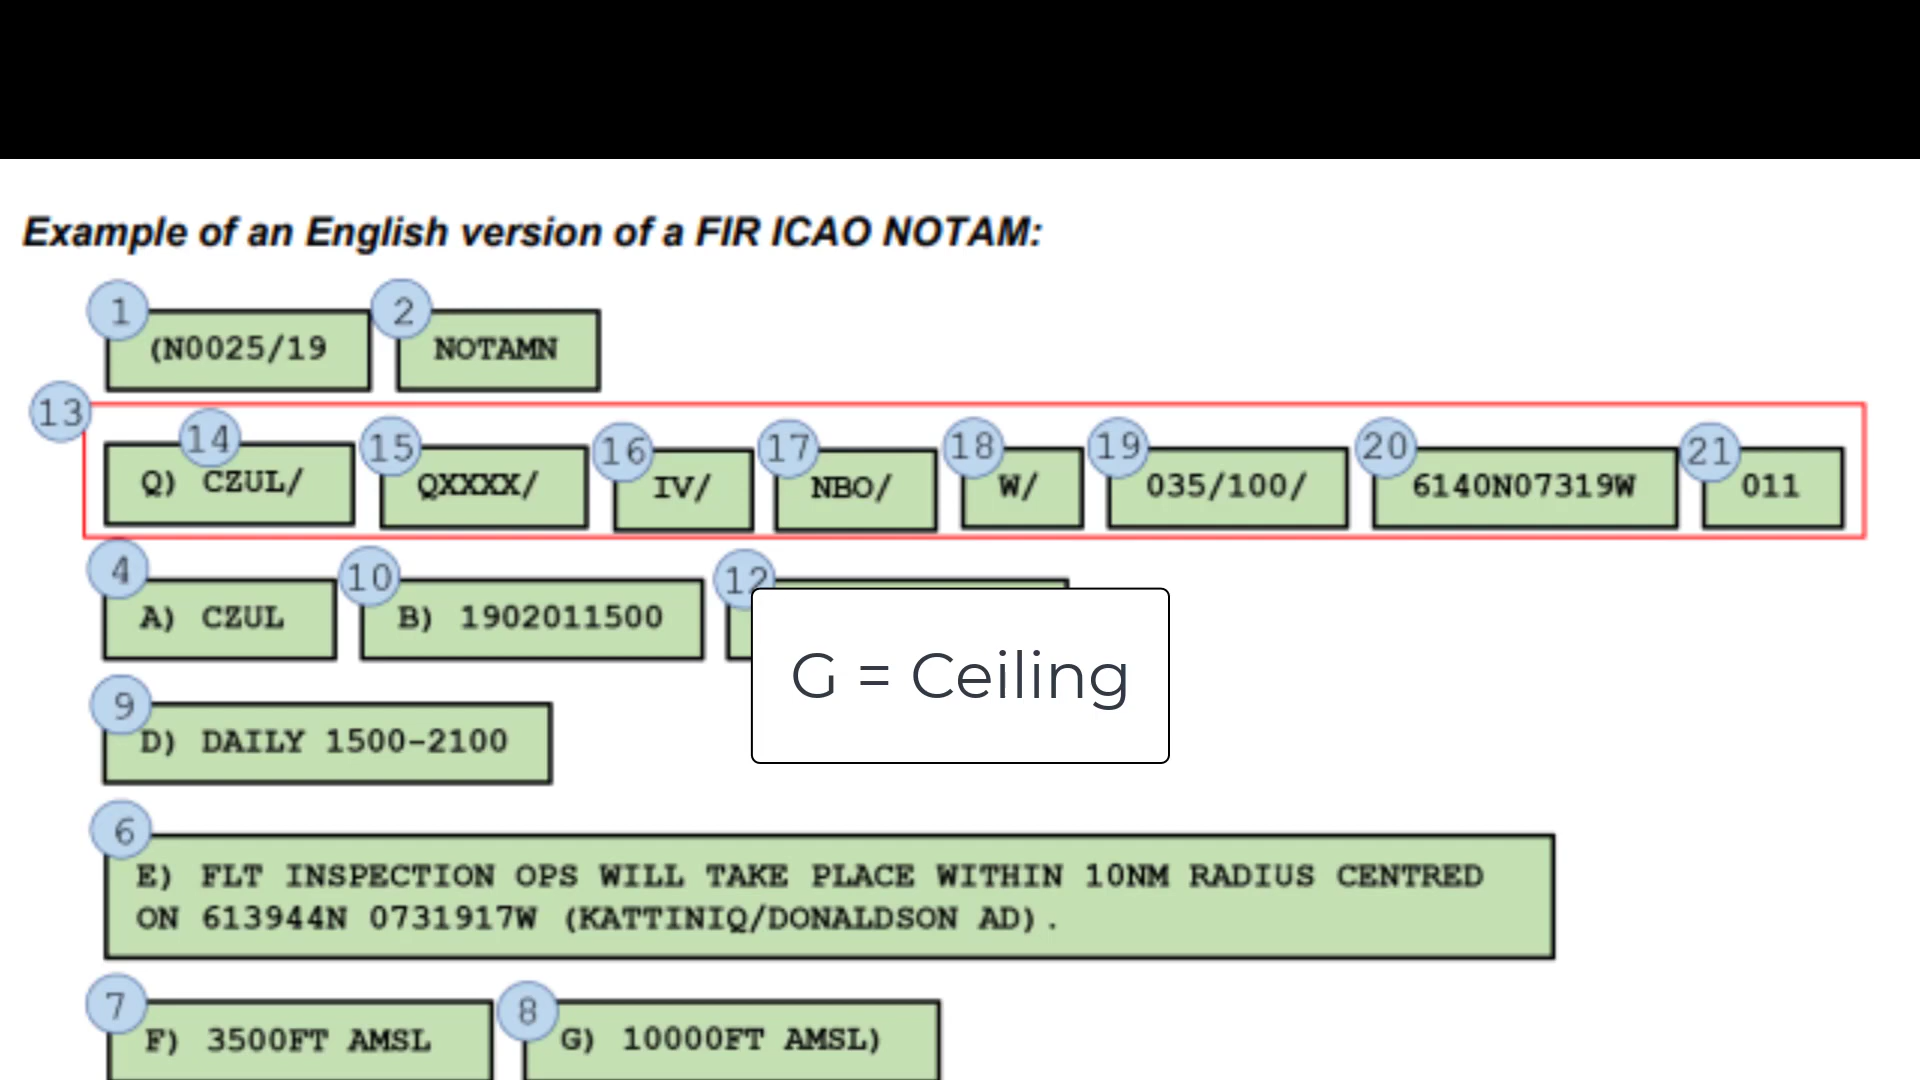 Example of an English version of a FIR ICAO NOTAM:
1 2
(N0025/19 NOTAMN
13
14 15 16 17 18 19 20 21
Q) CZUL/ QXXXX/ IV/ NBO/ W/ 035/100/ 6140N07319W 011
4 10 12
A) CZUL B) 1902011500
G = Ceiling
9
D) DAILY 1500-2100
6
E) FLT INSPECTION OPS WILL TAKE PLACE WITHIN 10NM RADIUS CENTRED
ON 613944N 0731917W (KATTINIQ/DONALDSON AD).
7 8
F) 3500FT AMSL G) 10000FT AMSL)